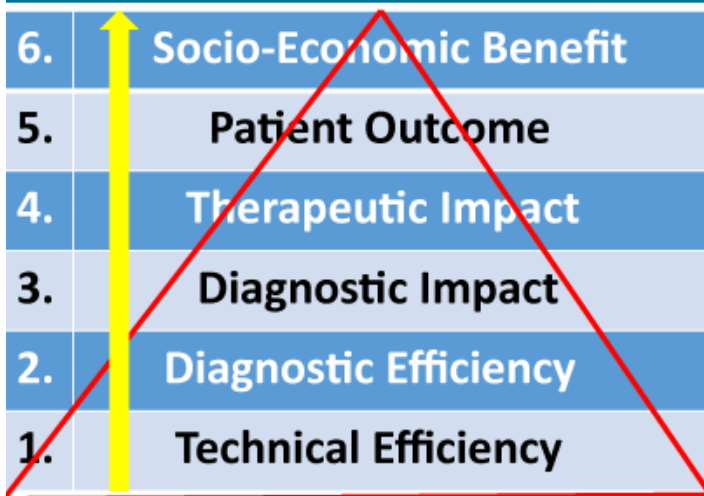 6. Socio-Economic Benefit
5. Patient Outcome
4. Therapeutic Impact
3. Diagnostic Impact
2. Diagnostic Efficiency
1. Technical Efficiency